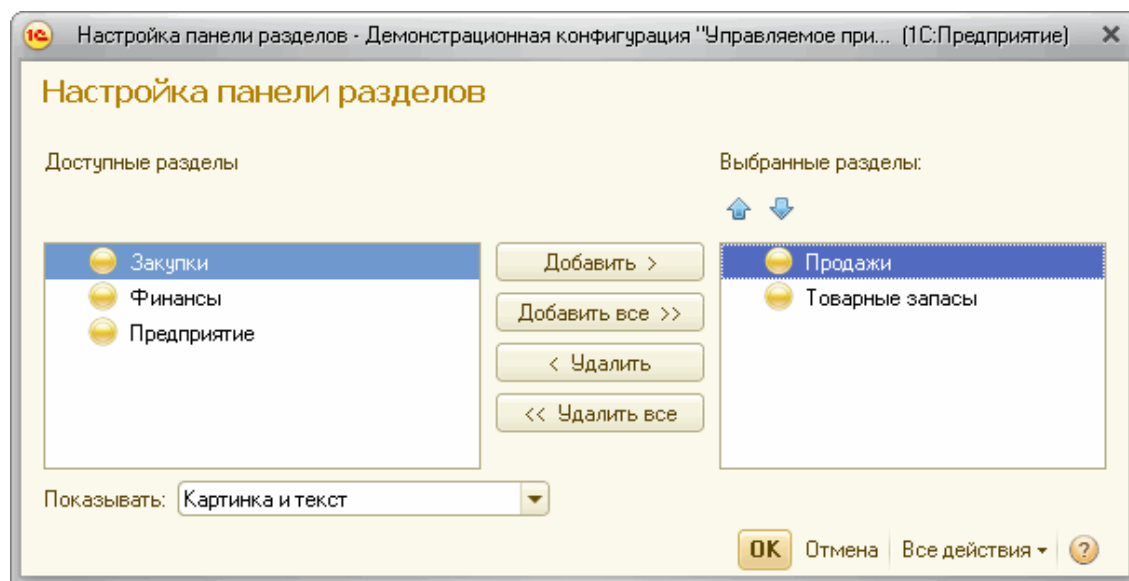 1С Настройка панели разделов - Демонстрационная конфигурация "Управляемое при... (1С:Предприятие)
Настройка панели разделов
Доступные разделы
Выбранные разделы:
Закупки
Финансы
Предприятие
Добавить >
Добавить все >>
< Удалить
<< Удалить все
Продажи
Товарные запасы
Показывать: Картинка и текст
OK Отмена Все действия ?